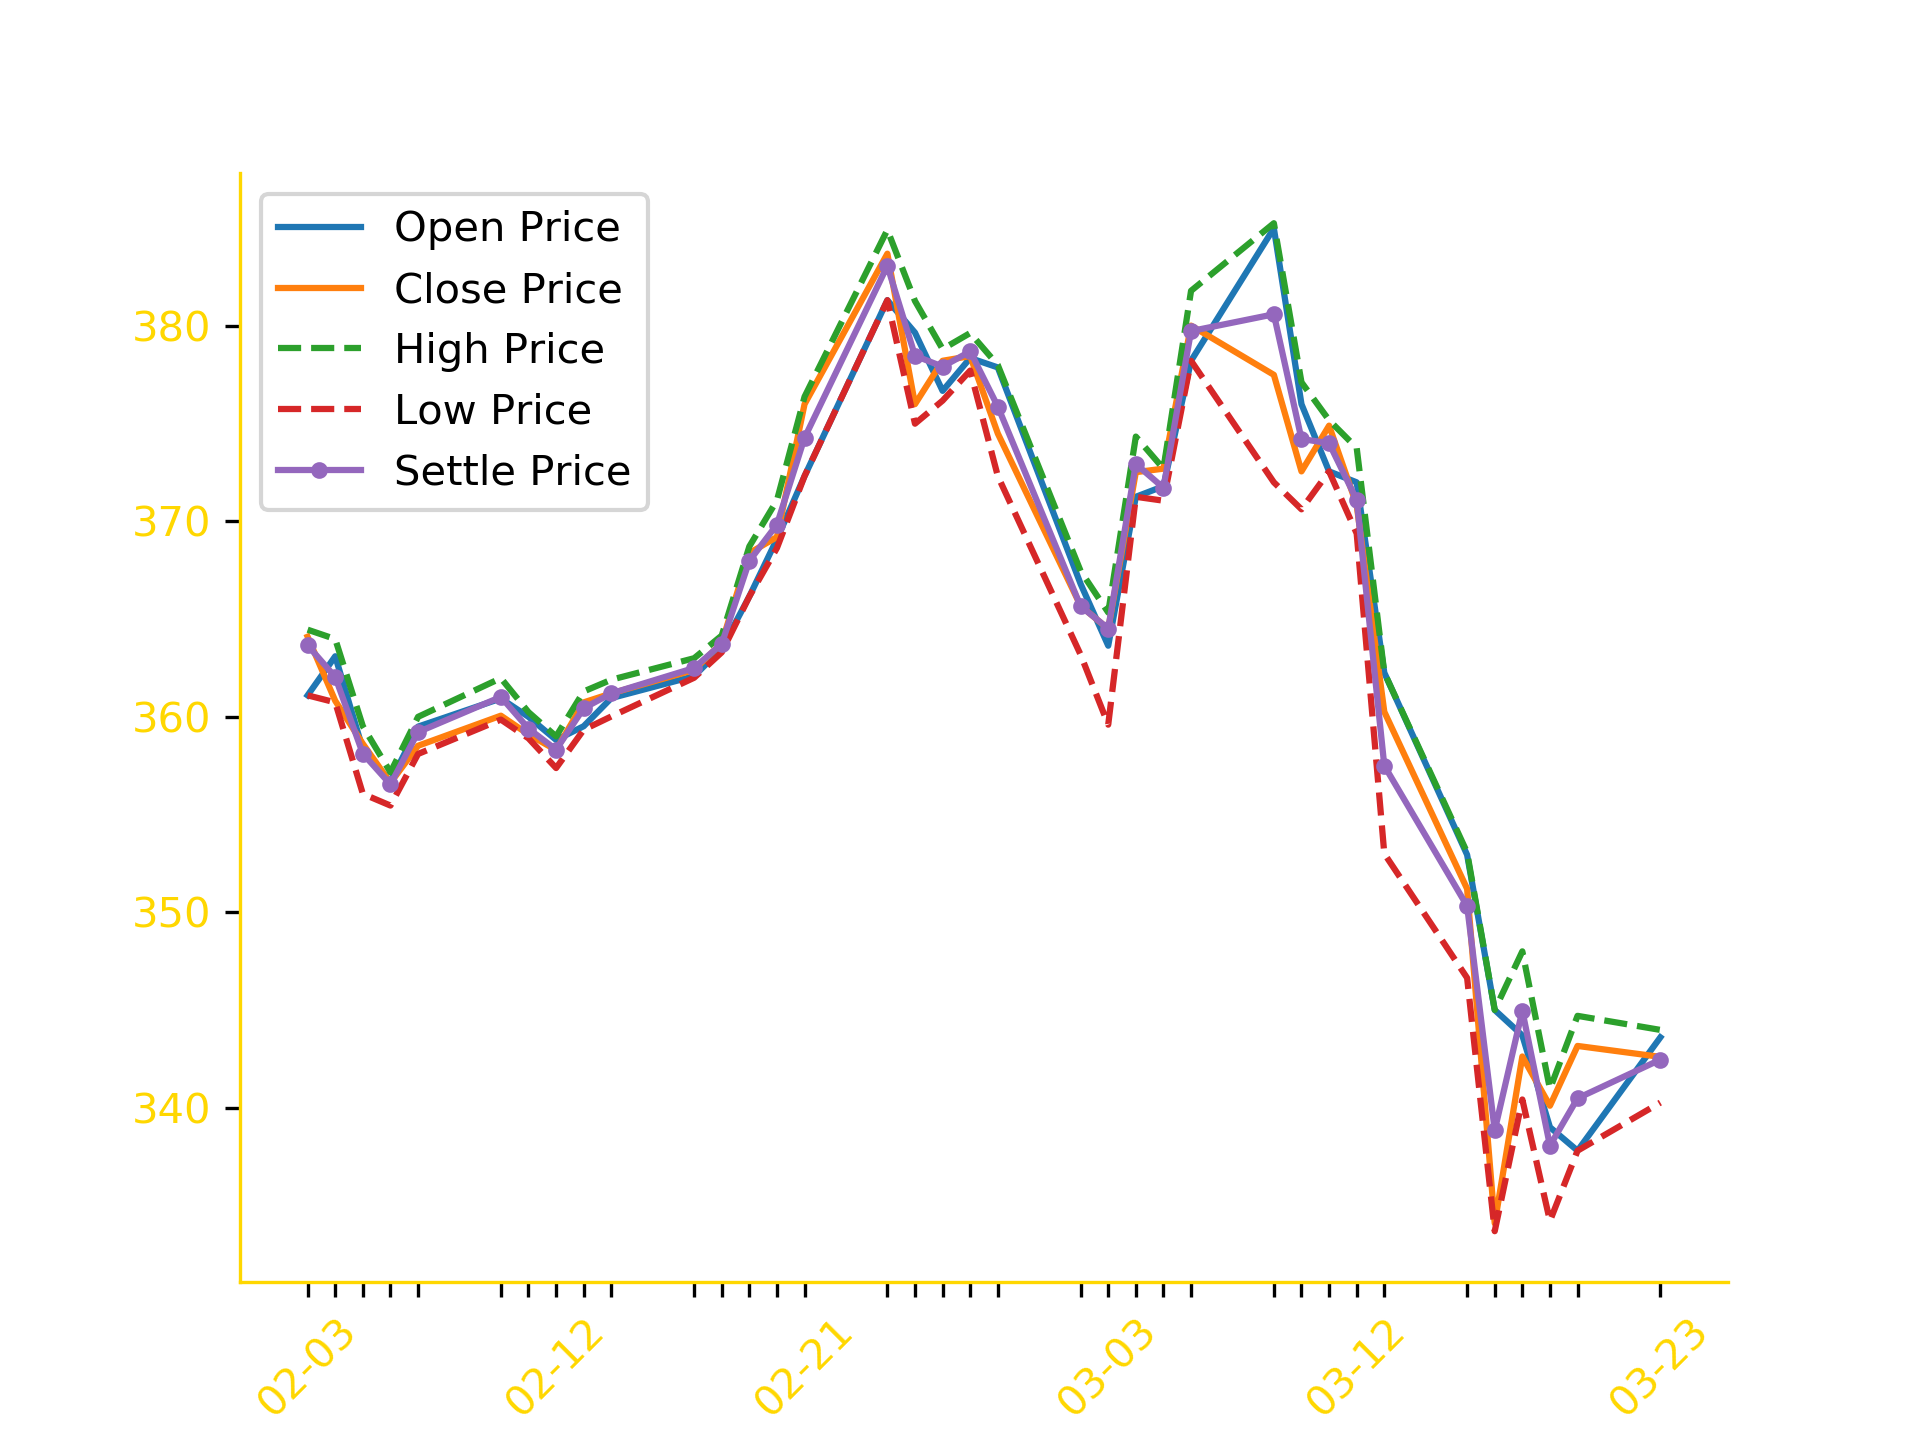 Open Price
Close Price
High Price
Low Price
Settle Price
380
370
360
350
340
02-03
02-12
02-21
03-03
03-12
03-23